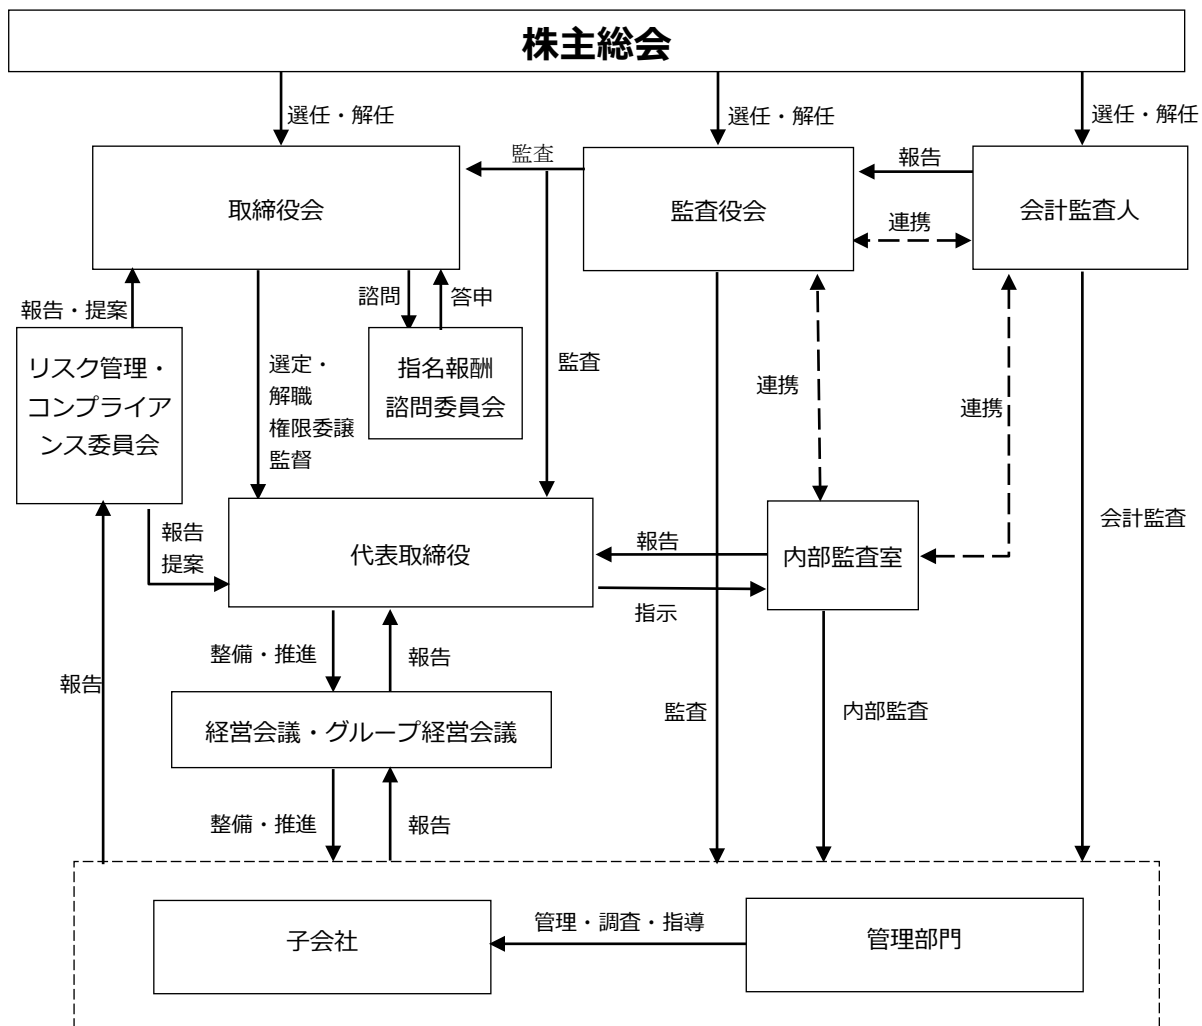 株主総会
選任・解任
選任・解任
選任・解任
取締役会
監査
監査役会
報告
会計監査人
連携
報告・提案
諮問
答申
リスク管理・
コンプライア
ンス委員会
選定・
解職
権限委譲
監督
指名報酬
諮問委員会
監査
連携
連携
報告
提案
代表取締役
報告
指示
内部監査室
会計監査
整備・推進
報告
報告
経営会議・グループ経営会議
監査
内部監査
整備・推進
報告
子会社
管理・調査・指導
管理部門